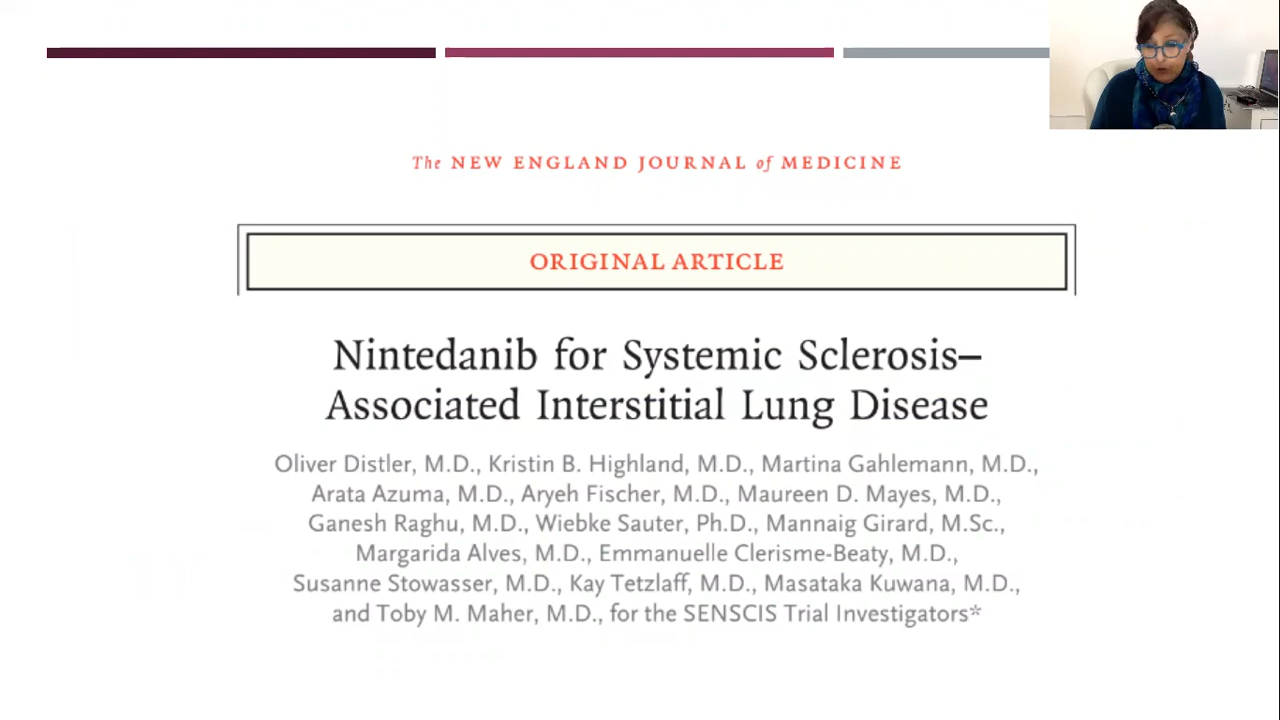 The NEW ENGLAND JOURNAL of MEDICINE
ORIGINAL ARTICLE
Nintedanib for Systemic Sclerosis–
Associated Interstitial Lung Disease
Oliver Distler, M.D., Kristin B. Highland, M.D., Martina Gahlemann, M.D.,
Arata Azuma, M.D., Aryeh Fischer, M.D., Maureen D. Mayes, M.D.,
Ganesh Raghu, M.D., Wiebke Sauter, Ph.D., Mannaig Girard, M.Sc.,
Margarida Alves, M.D., Emmanuelle Clerisme-Beaty, M.D.,
Susanne Stowasser, M.D., Kay Tetzlaff, M.D., Masataka Kuwana, M.D.,
and Toby M. Maher, M.D., for the SENSCIS Trial Investigators*